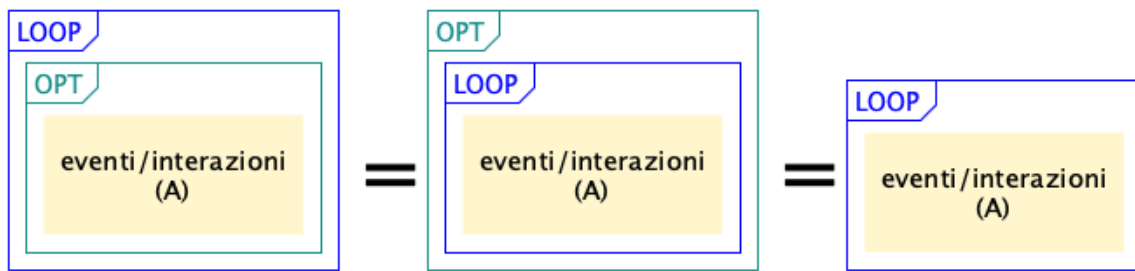 LOOP
OPT
eventi/interazioni
(A)
=
OPT
LOOP
eventi/interazioni
(A)
=
LOOP
eventi/interazioni
(A)